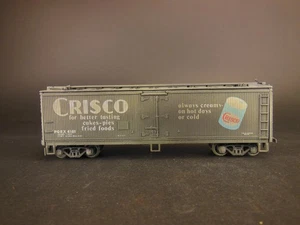 CRISCO
for better tasting
cakes-pies
fried foods
always creamy-
on hot days
or cold
Crisco